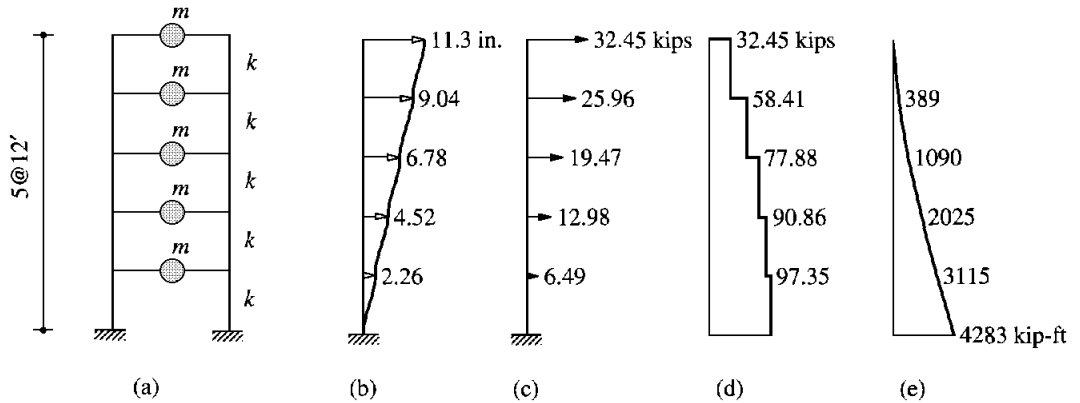 m
m
m
m
m
k
k
k
k
k
5@12′
(a)
11.3 in.
9.04
6.78
4.52
2.26
(b)
32.45 kips
25.96
19.47
12.98
6.49
(c)
32.45 kips
58.41
77.88
90.86
97.35
(d)
389
1090
2025
3115
4283 kip-ft
(e)